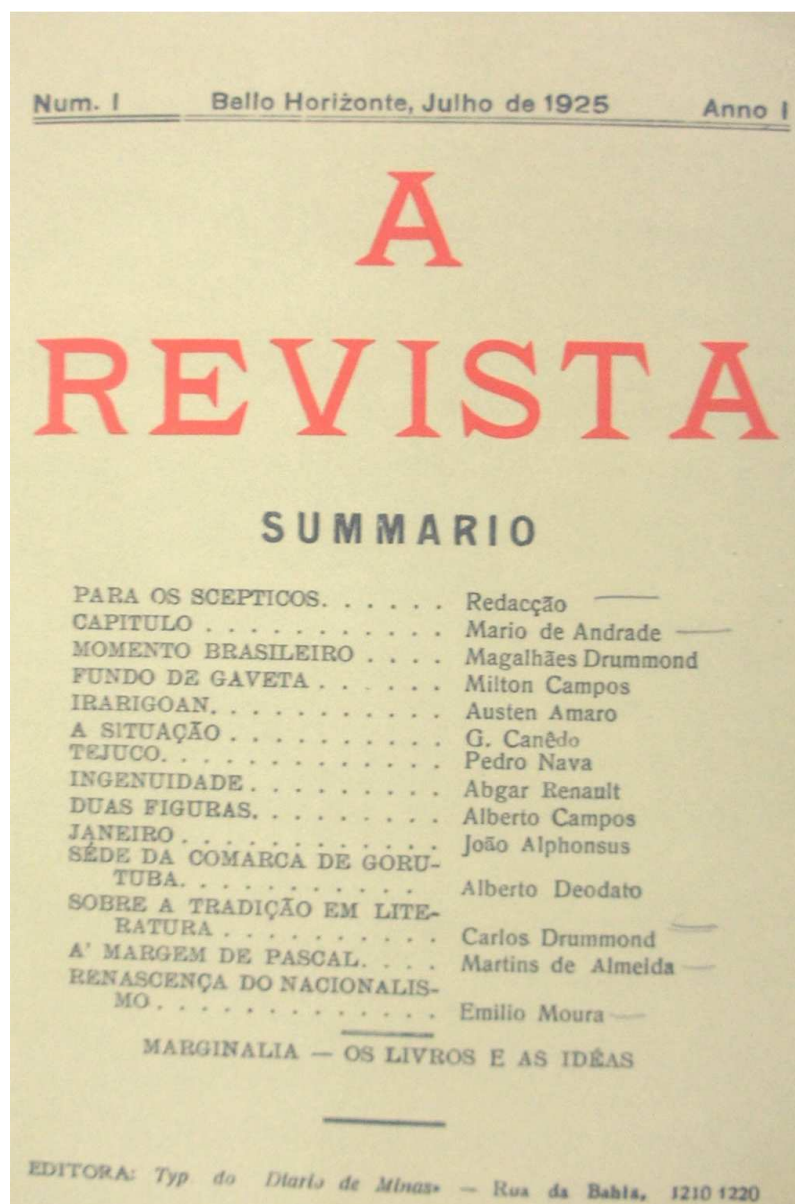 Num. I Bello Horizonte, Julho de 1925 Anno I
A
REVISTA
SUMMARIO
PARA OS SCEPTICOS. . . . . . Redacção
CAPITULO . . . . . . . . . . . Mario de Andrade
MOMENTO BRASILEIRO . . . . Magalhães Drummond
FUNDO DE GAVETA . . . . . . Milton Campos
IRARIGOAN. . . . . . . . . . . Austen Amaro
A SITUAÇÃO . . . . . . . . . . G. Canêdo
TEJUCO. . . . . . . . . . . . . Pedro Nava
INGENUIDADE . . . . . . . . . Abgar Renault
DUAS FIGURAS. . . . . . . . . Alberto Campos
JANEIRO . . . . . . . . . . . . João Alphonsus
SÉDE DA COMARCA DE GORU-
TUBA. . . . . . . . . . . Alberto Deodato
SOBRE A TRADIÇÃO EM LITE-
RATURA . . . . . . . . . . Carlos Drummond
A' MARGEM DE PASCAL. . . . Martins de Almeida
RENASCENÇA DO NACIONALIS-
MO . . . . . . . . . . . . . Emilio Moura
MARGINALIA — OS LIVROS E AS IDÉAS
EDITORA: Typ do Diario de Minas» — Rua da Bahia, 1210 1220